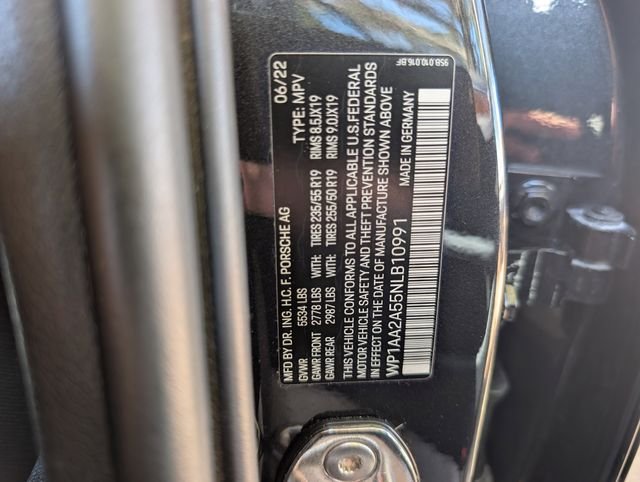 95B.010.016.BF
MFD BY DR. ING. H.C. F. PORSCHE AG 06/22
GVWR 5534 LBS TYPE: MPV
GAWR FRONT 2778 LBS WITH: TIRES 235/55 R19 RIMS 8.5JX19
GAWR REAR 2987 LBS WITH: TIRES 255/50 R19 RIMS 9.0JX19
THIS VEHICLE CONFORMS TO ALL APPLICABLE U.S.FEDERAL
MOTOR VEHICLE SAFETY AND THEFT PREVENTION STANDARDS
IN EFFECT ON THE DATE OF MANUFACTURE SHOWN ABOVE
WP1AA2A55NLB10991 MADE IN GERMANY